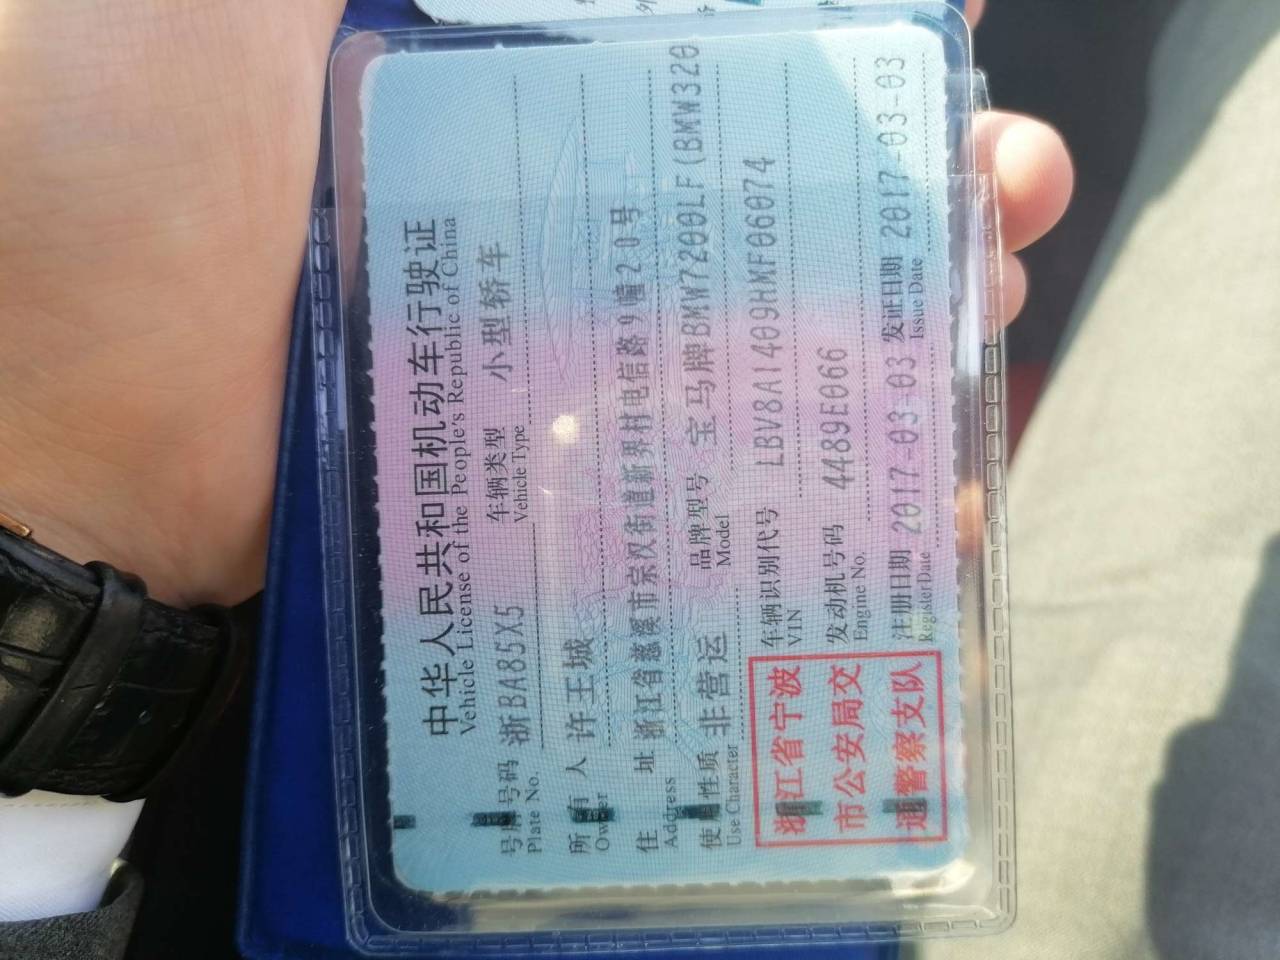 中华人民共和国机动车行驶证
Vehicle License of the People's Republic of China
号牌号码 浙BA85X5 车辆类型 小型轿车
Plate No. Vehicle Type
所有人 许王城
Owner
住址 浙江省慈溪市宗汉街道新界村电信路9幢20号
Address
使用性质 非营运 品牌型号 宝马牌BMW7200LF(BMW320
Use Character Model
浙江省宁波
市公安局交
通警察支队
车辆识别代号 LBV8A1409HMF06074
VIN
发动机号码 4489E066
Engine No.
注册日期 2017-03-03 发证日期 2017-03-03
Register Date Issue Date